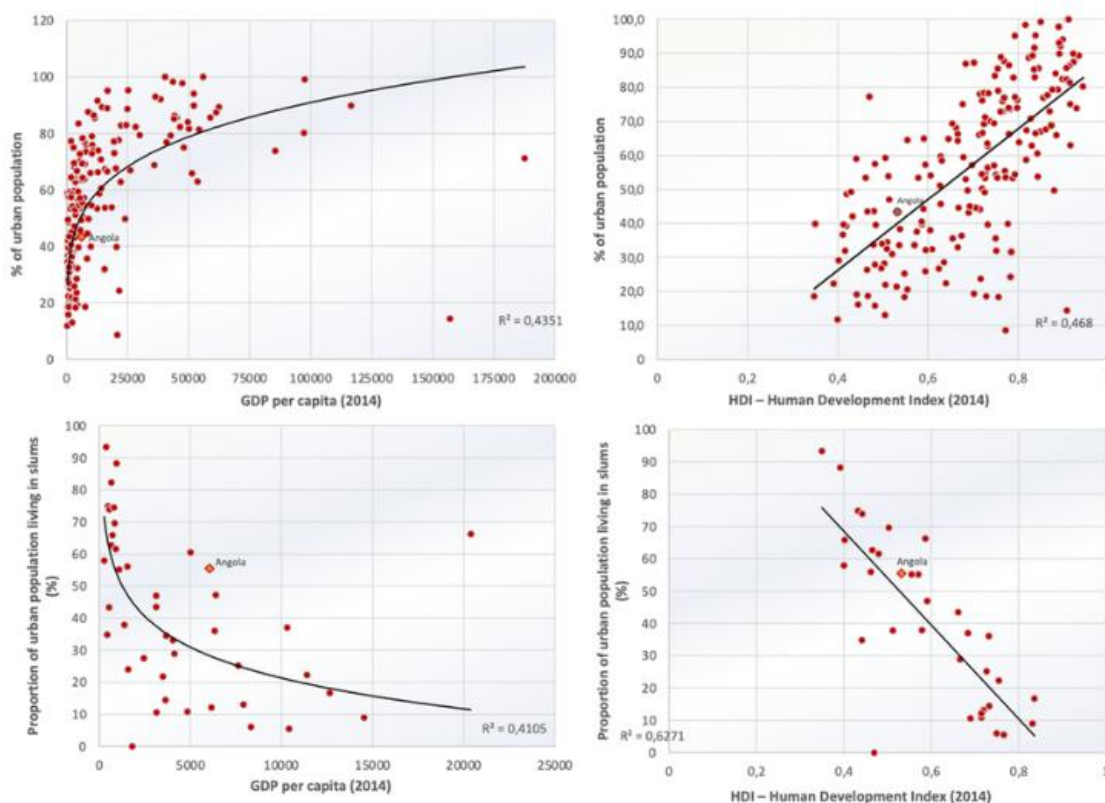 120
100
80
60
40
20
0
% of urban population
Angola
R² = 0,4351
0 25000 50000 75000 100000 125000 150000 175000 200000
GDP per capita (2014)
100,0
90,0
80,0
70,0
60,0
50,0
40,0
30,0
20,0
10,0
0,0
% of urban population
Angola
R² = 0,468
0 0,2 0,4 0,6 0,8 1
HDI – Human Development Index (2014)
100
90
80
70
60
50
40
30
20
10
0
Proportion of urban population living in slums
(%)
Angola
R² = 0,4105
0 5000 10000 15000 20000 25000
GDP per capita (2014)
100
90
80
70
60
50
40
30
20
10
0
Proportion of urban population living in slums
(%)
Angola
R² = 0,6271
0 0,2 0,4 0,6 0,8 1
HDI – Human Development Index (2014)